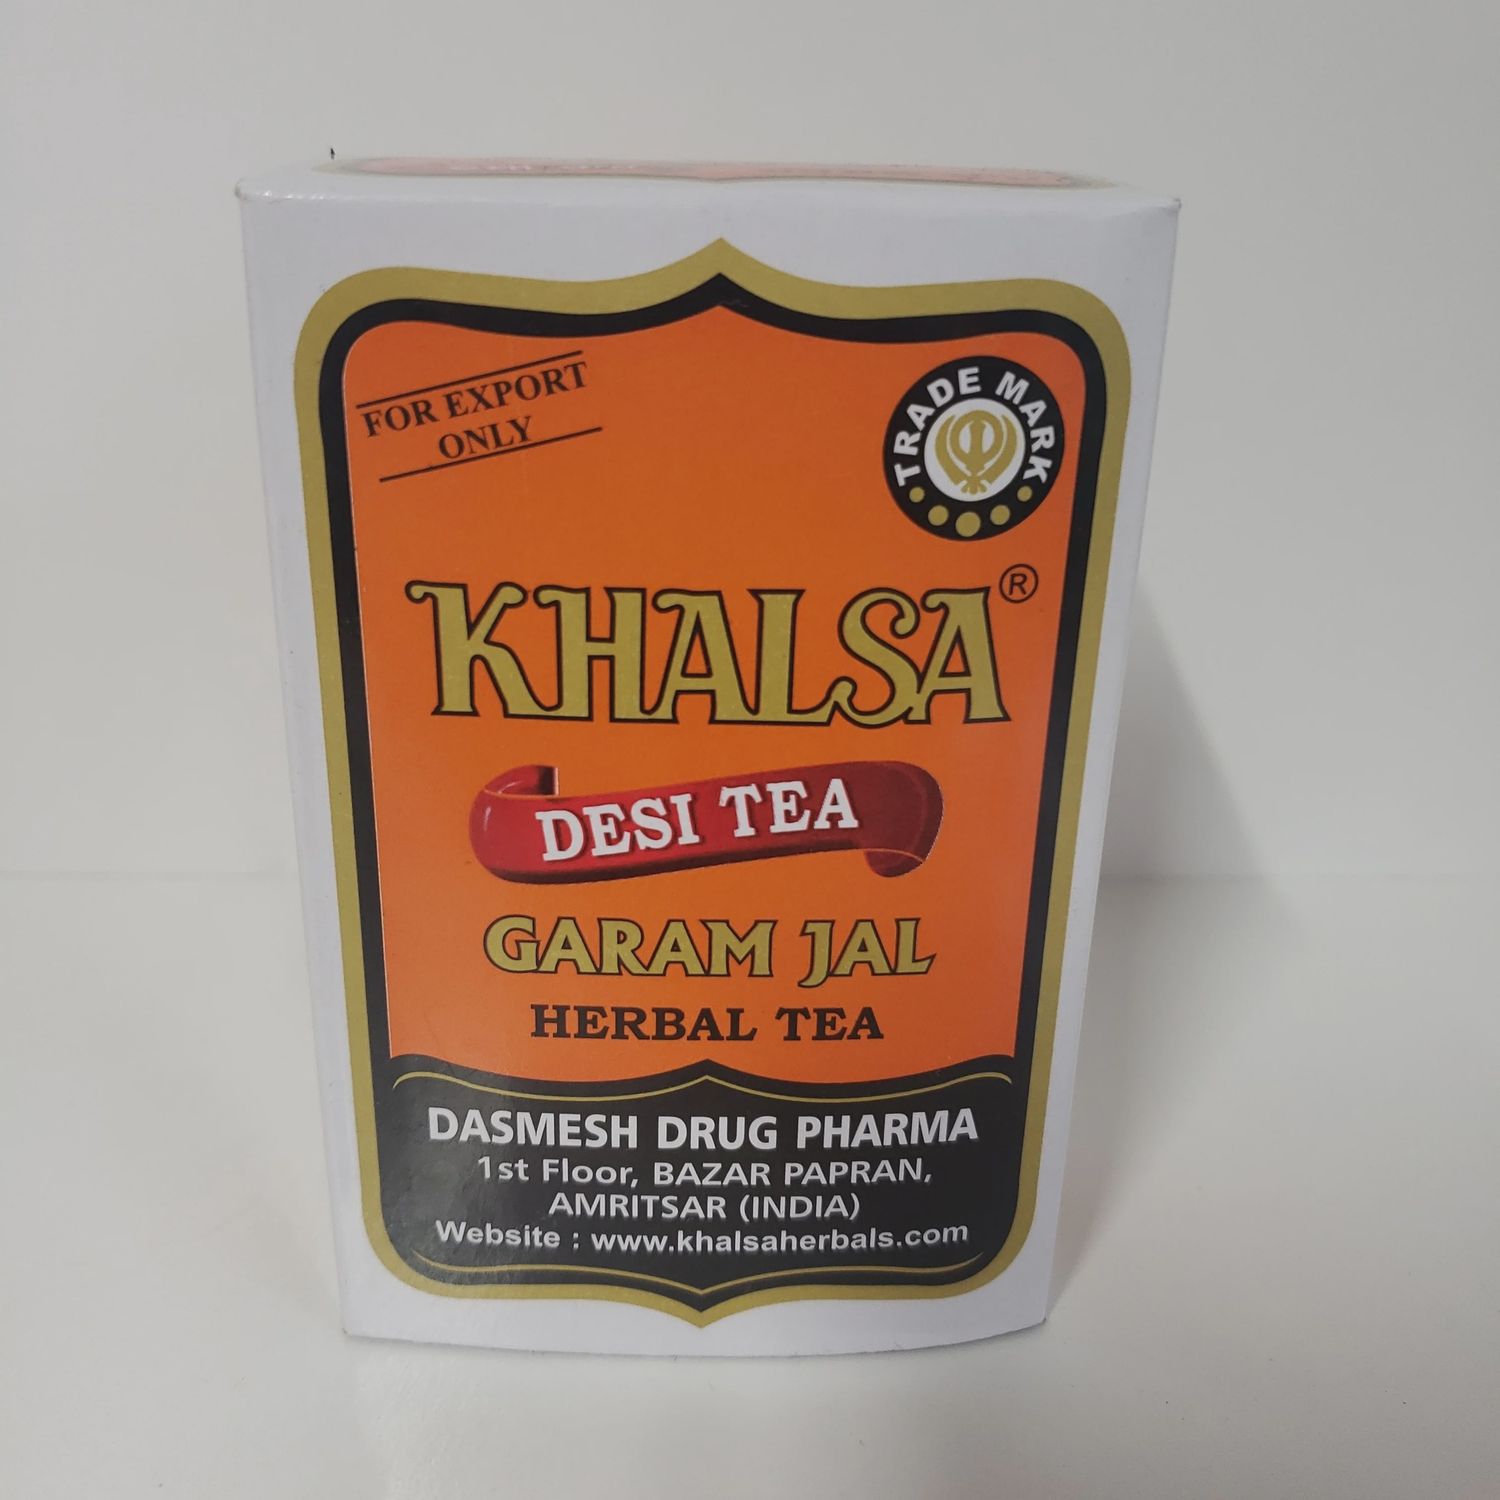 FOR EXPORT
ONLY
TRADE MARK
KHALSA®
DESI TEA
GARAM JAL
HERBAL TEA
DASMESH DRUG PHARMA
1st Floor, BAZAR PAPRAN,
AMRITSAR (INDIA)
Website : www.khalsaherbals.com